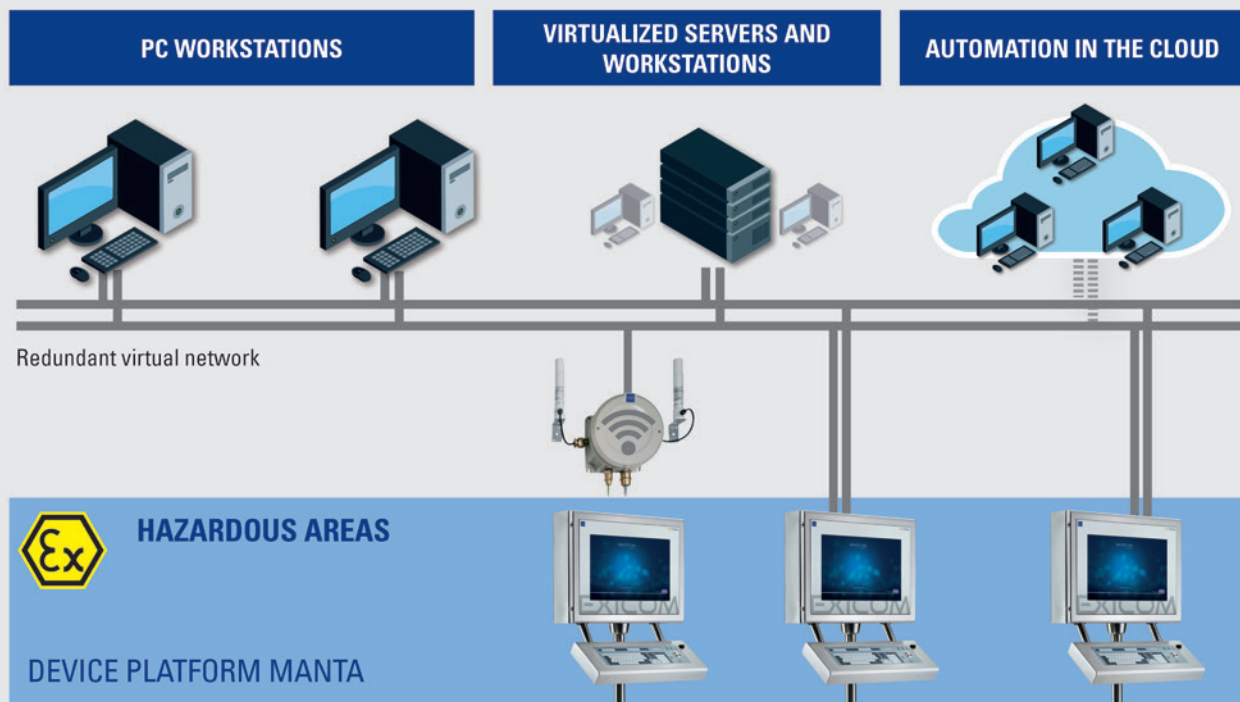 PC WORKSTATIONS
VIRTUALIZED SERVERS AND
WORKSTATIONS
AUTOMATION IN THE CLOUD
Redundant virtual network
Ex
HAZARDOUS AREAS
DEVICE PLATFORM MANTA
EXICOM
EXICOM
EXICOM